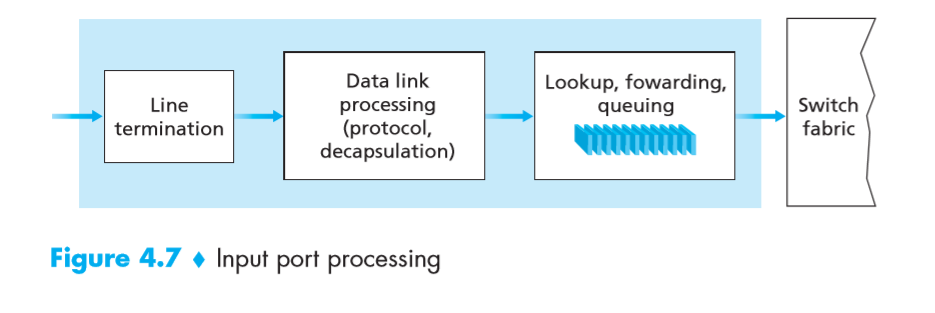 Line
termination
Data link
processing
(protocol,
decapsulation)
Lookup, fowarding,
queuing
Switch
fabric
Figure 4.7 ♦ Input port processing